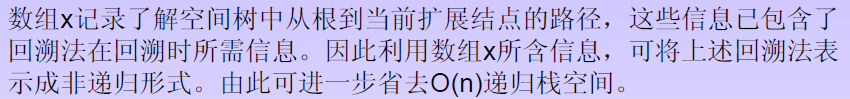 数组x记录了解空间树中从根到当前扩展结点的路径，这些信息已包含了
回溯法在回溯时所需信息。因此利用数组x所含信息，可将上述回溯法表
示成非递归形式。由此可进一步省去O(n)递归栈空间。